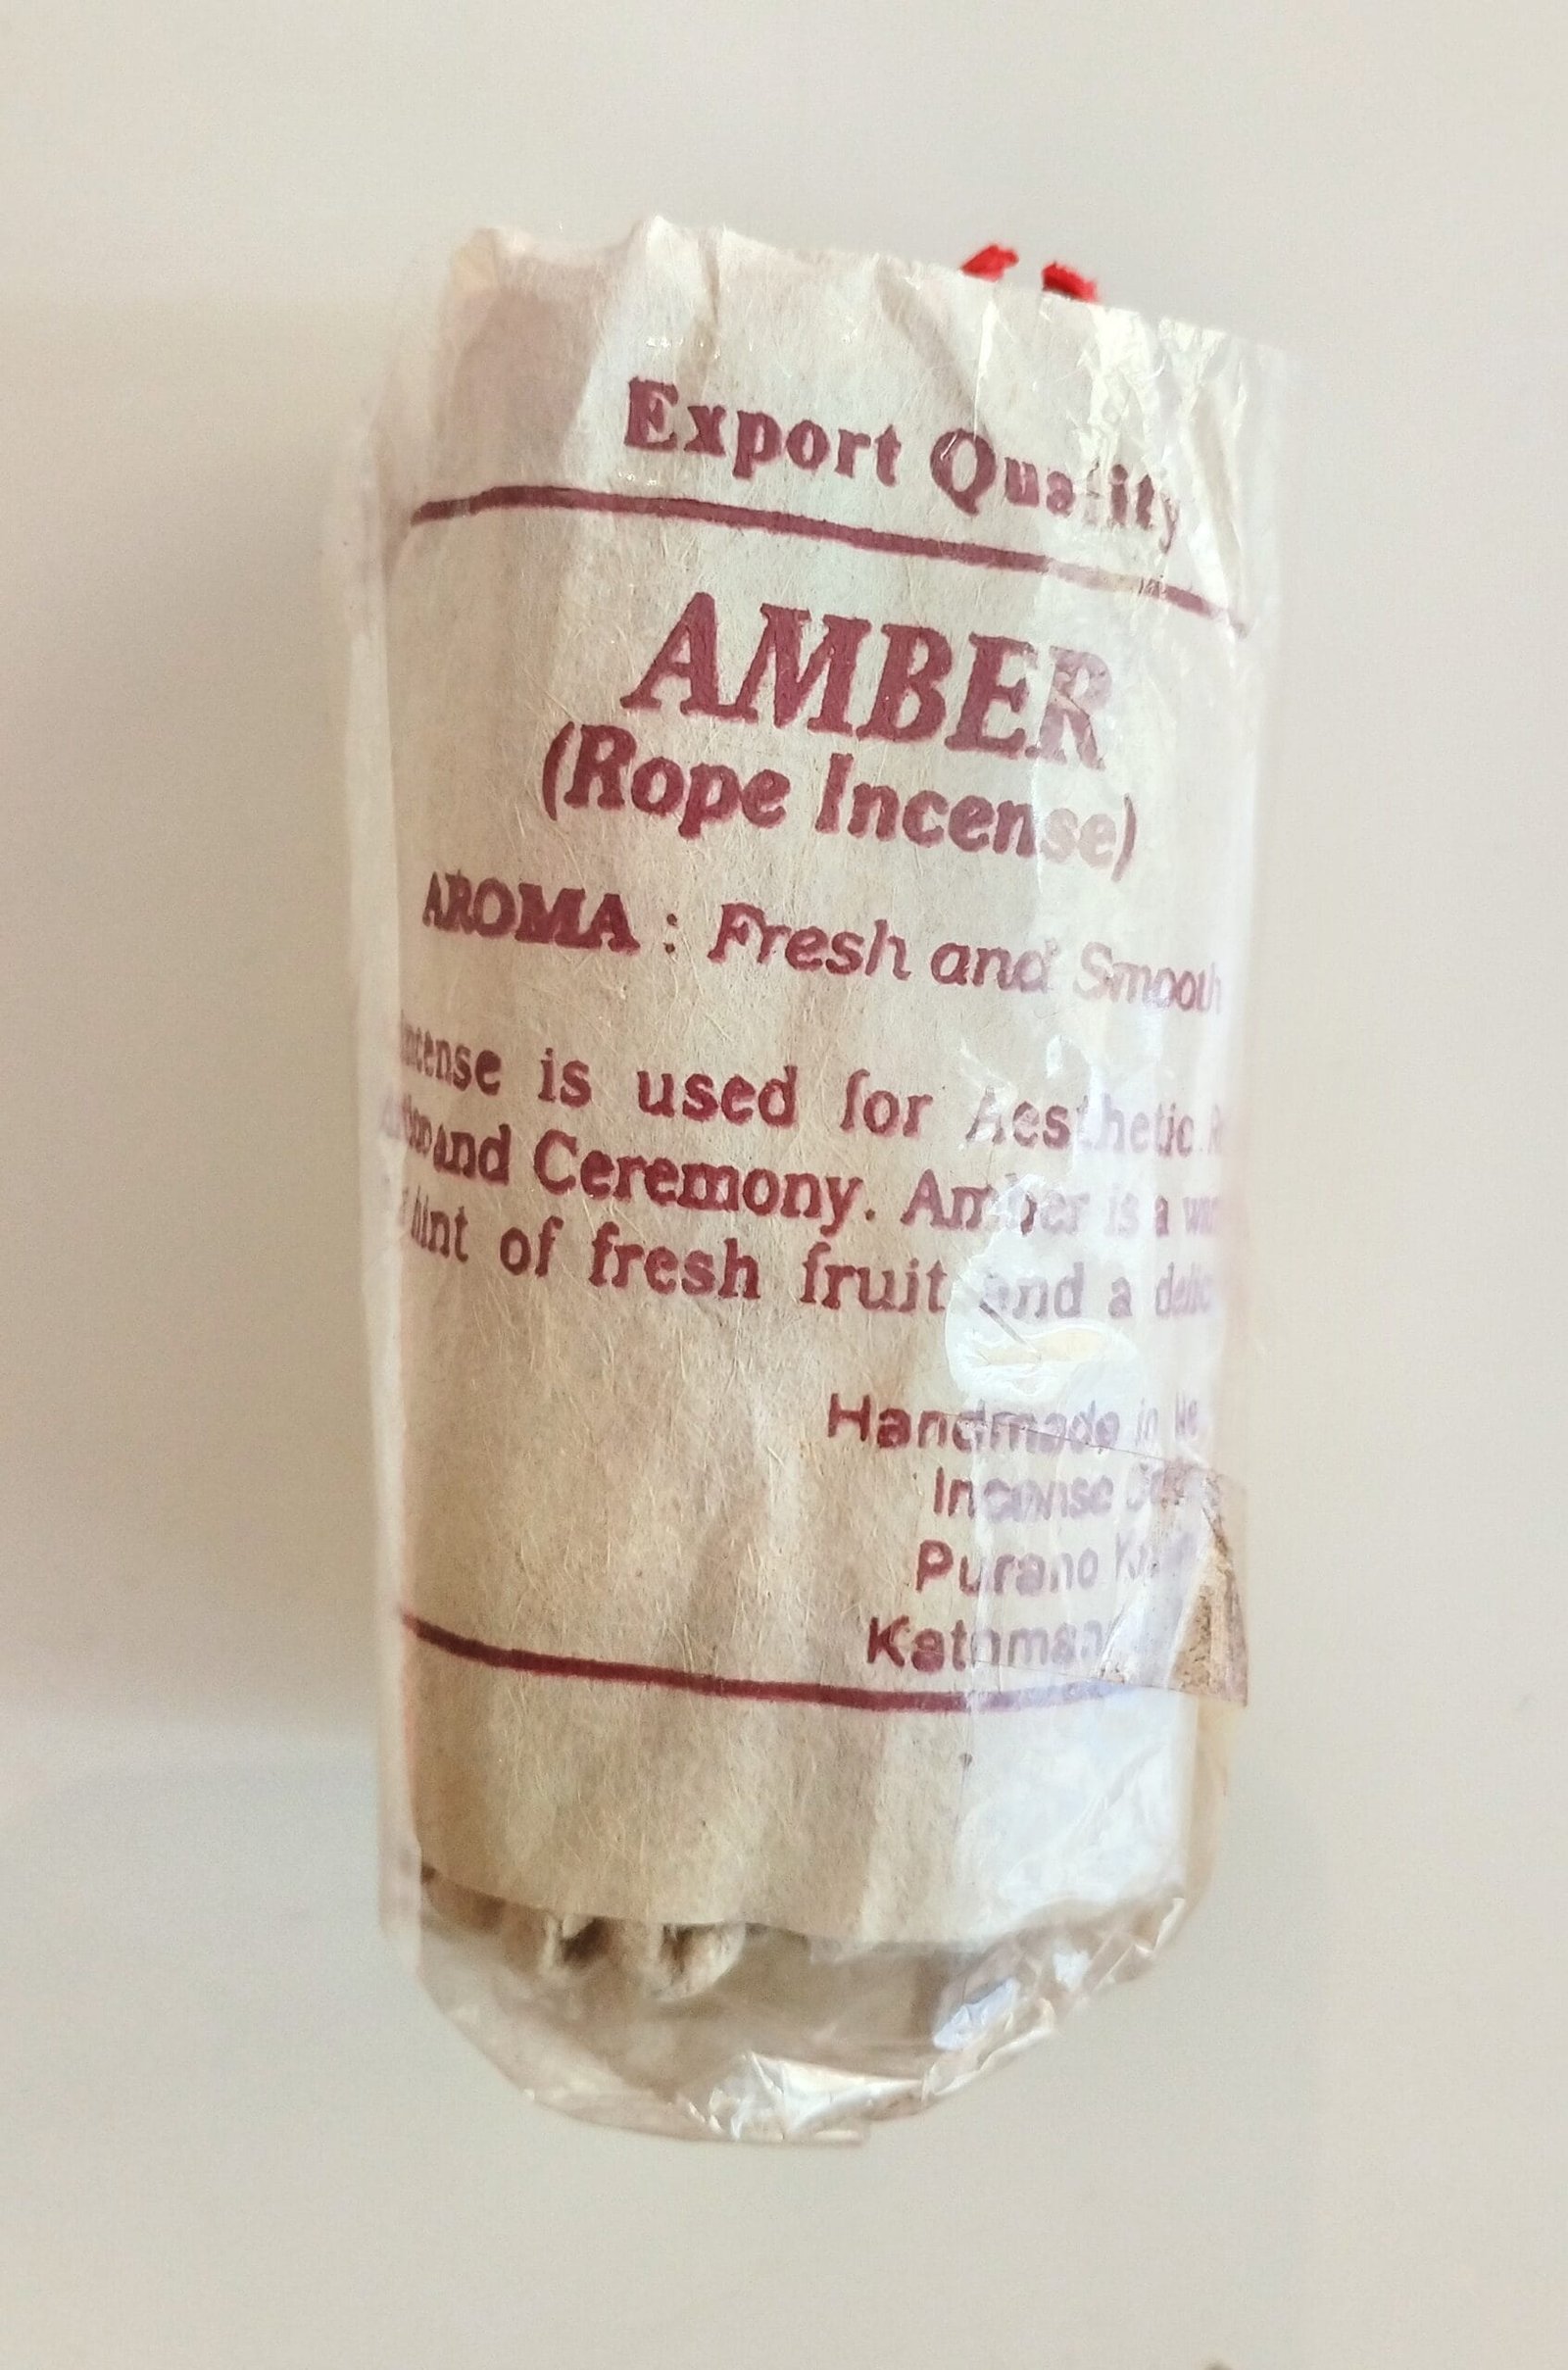 Export Quality
AMBER
(Rope Incense)
AROMA : Fresh and Smooth
is used for Aesthetic
and Ceremony. Amber is a
hint of fresh fruit and a
Handmade in
Incense
Purano